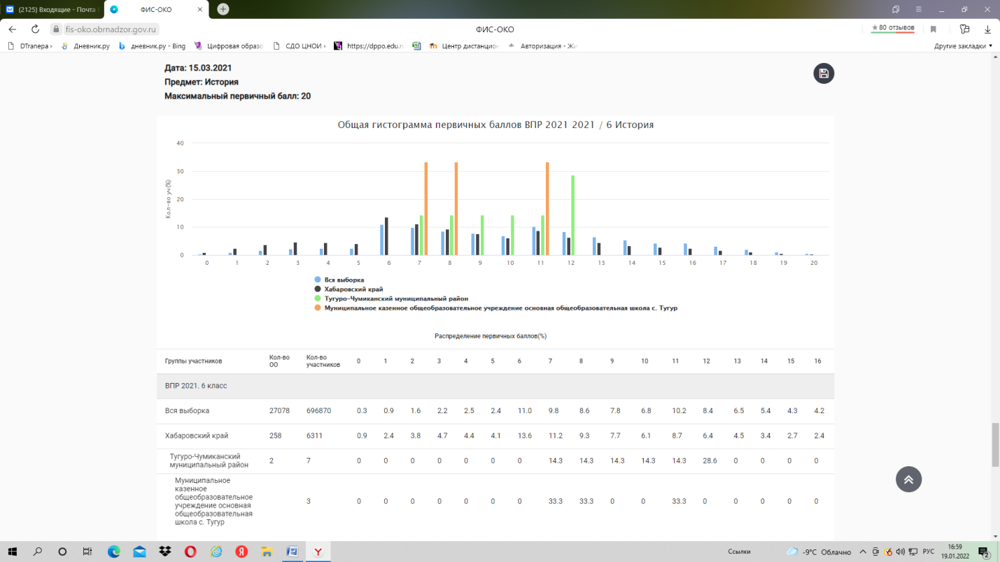 (2125) Входящие - Почта
ФИС-ОКО
fis-oko.obrnadzor.gov.ru
ФИС-ОКО
★ 80 отзывов
DTranepa ›
Дневник.ру
дневник.ру - Bing
Цифровая образо
СДО ЦНОИ ›
https://dppo.edu.ru
Центр дистанцион
Авторизация - Жи
Другие закладки
Дата: 15.03.2021
Предмет: История
Максимальный первичный балл: 20
Общая гистограмма первичных баллов ВПР 2021 2021 / 6 История
Кол-во уч(%)
40
30
20
10
0
0 1 2 3 4 5 6 7 8 9 10 11 12 13 14 15 16 17 18 19 20
Вся выборка
Хабаровский край
Тугуро-Чумиканский муниципальный район
Муниципальное казенное общеобразовательное учреждение основная общеобразовательная школа с. Тугур
Распределение первичных баллов(%)
Группы участников Кол-во ОО Кол-во участников 0 1 2 3 4 5 6 7 8 9 10 11 12 13 14 15 16
ВПР 2021. 6 класс
Вся выборка 27078 696870 0.3 0.9 1.6 2.2 2.5 2.4 11.0 9.8 8.6 7.8 6.8 10.2 8.4 6.5 5.4 4.3 4.2
Хабаровский край 258 6311 0.9 2.4 3.8 4.7 4.4 4.1 13.6 11.2 9.3 7.7 6.1 8.7 6.4 4.5 3.4 2.7 2.4
Тугуро-Чумиканский
муниципальный район 2 7 0 0 0 0 0 0 0 14.3 14.3 14.3 14.3 14.3 28.6 0 0 0 0
Муниципальное
казенное
общеобразовательное
учреждение основная 3 0 0 0 0 0 0 0 33.3 33.3 0 0 33.3 0 0 0 0 0
общеобразовательная
школа с. Тугур
Ссылки
-9°C Облачно
РУС
16:59
19.01.2022
2